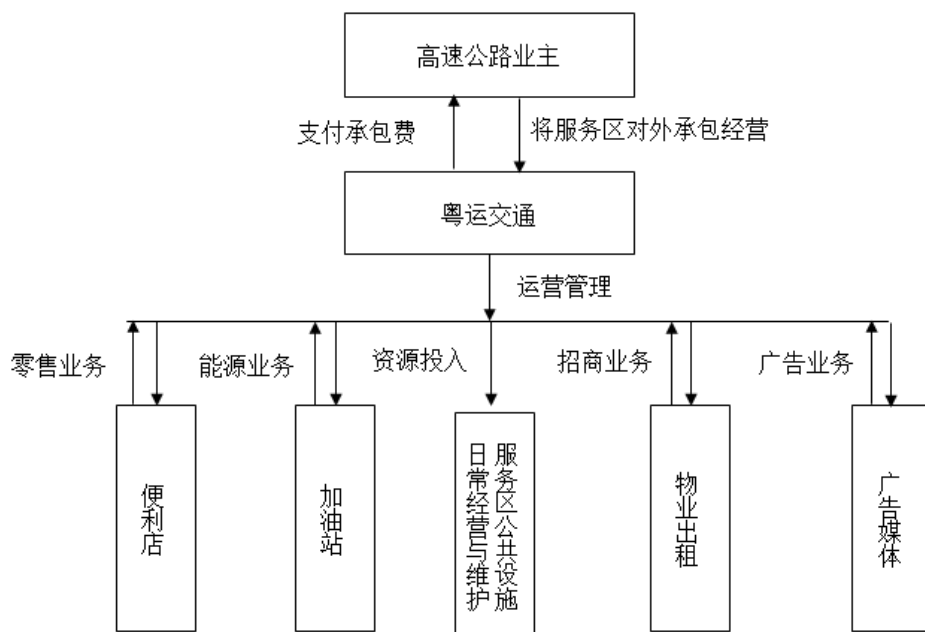 高速公路业主
支付承包费
将服务区对外承包经营
粤运交通
运营管理
零售业务
能源业务
资源投入
招商业务
广告业务
便利店
加油站
服务区公共设施
日常经营与维护
物业出租
广告媒体